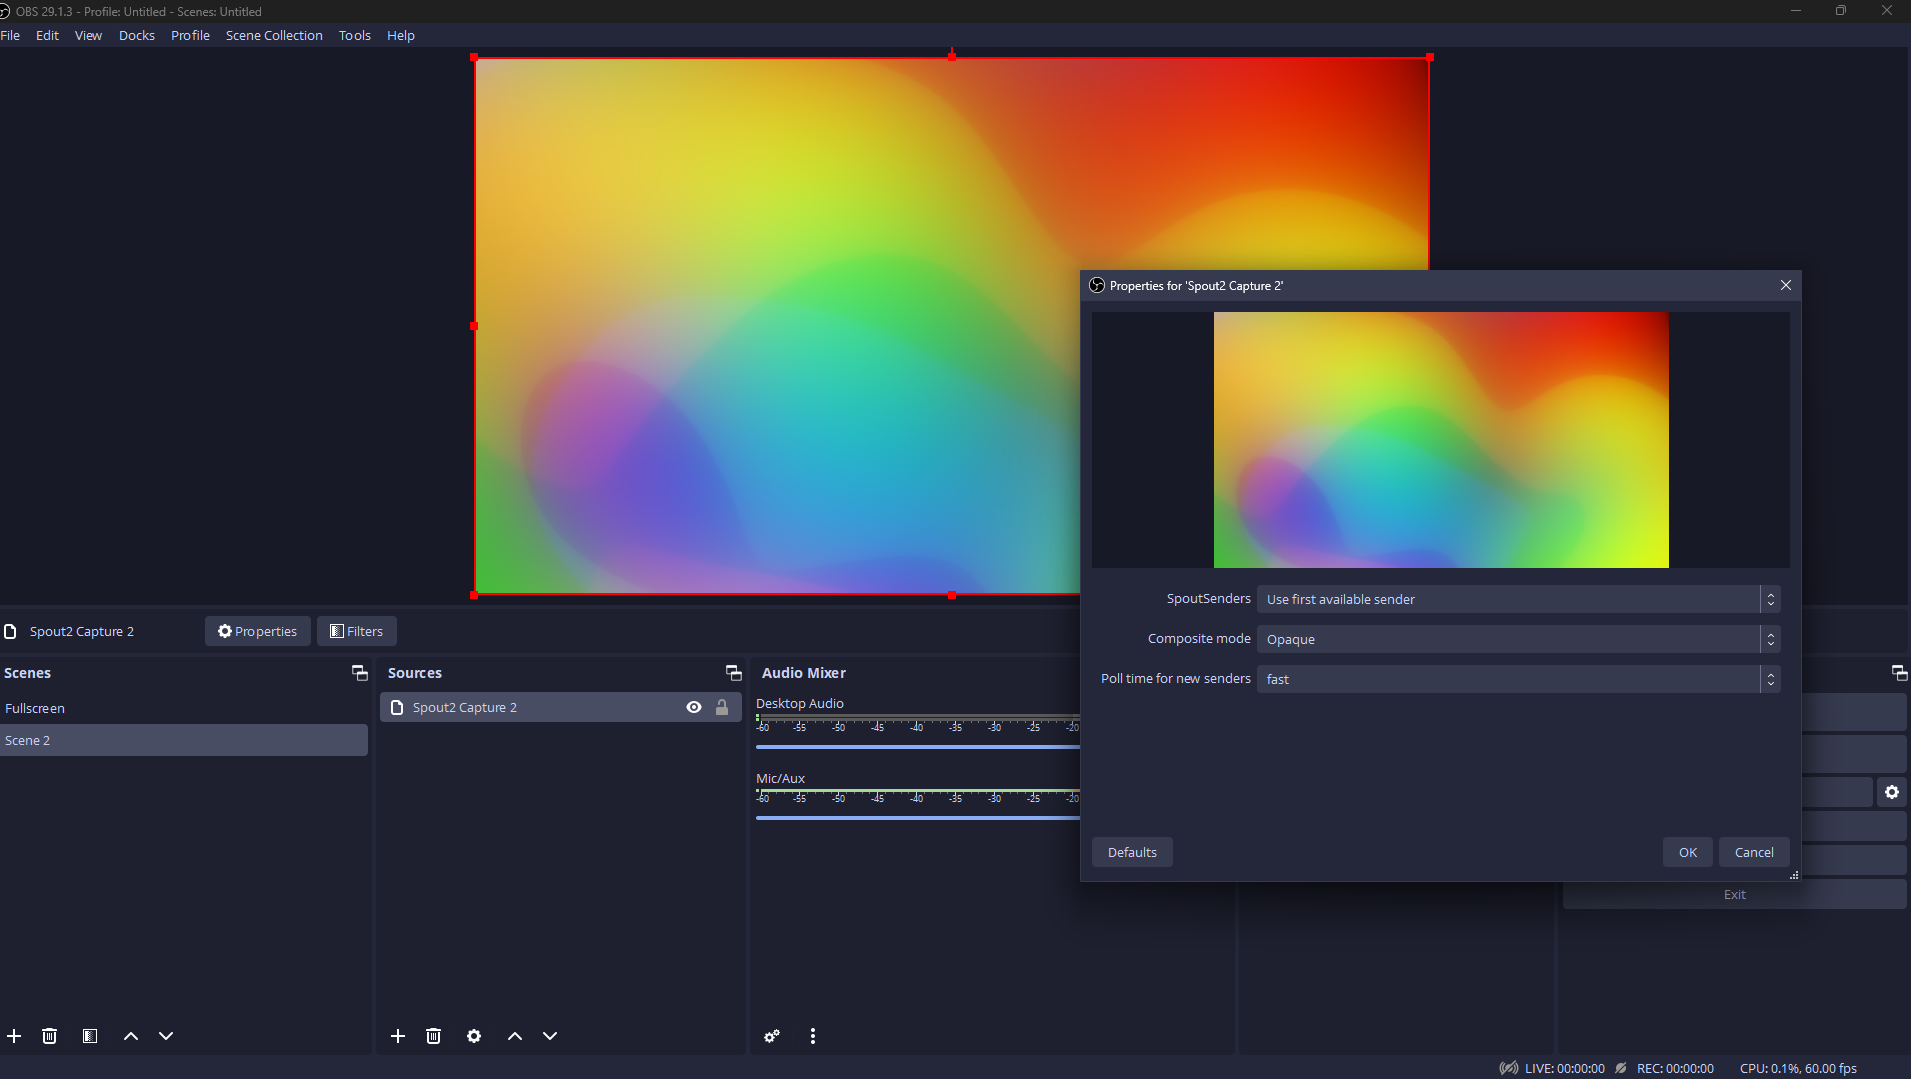 OBS 29.1.3 - Profile: Untitled - Scenes: Untitled
File Edit View Docks Profile Scene Collection Tools Help
Properties for 'Spout2 Capture 2'
SpoutSenders Use first available sender
Composite mode Opaque
Poll time for new senders fast
Defaults OK Cancel
Spout2 Capture 2 Properties Filters
Scenes
Fullscreen
Scene 2
Sources
Spout2 Capture 2
Audio Mixer
Desktop Audio
-60 -55 -50 -45 -40 -35 -30 -25 -20
Mic/Aux
-60 -55 -50 -45 -40 -35 -30 -25 -20
Exit
LIVE: 00:00:00 REC: 00:00:00 CPU: 0.1%, 60.00 fps